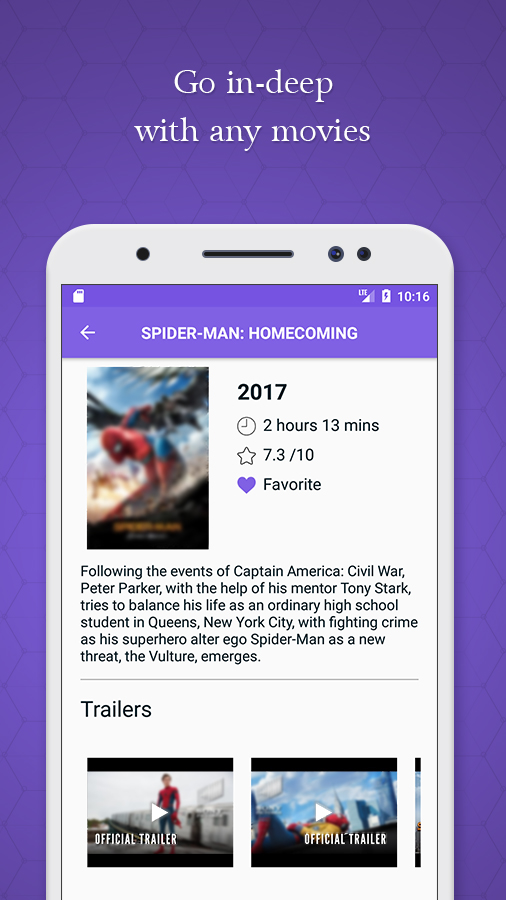 Go in-deep
with any movies
LTE
10:16
SPIDER-MAN: HOMECOMING
2017
2 hours 13 mins
7.3 /10
Favorite
SPIDER-MAN
Following the events of Captain America: Civil War,
Peter Parker, with the help of his mentor Tony Stark,
tries to balance his life as an ordinary high school
student in Queens, New York City, with fighting crime
as his superhero alter ego Spider-Man as a new
threat, the Vulture, emerges.
Trailers
OFFICIAL TRAILER
OFFICIAL TRAILER